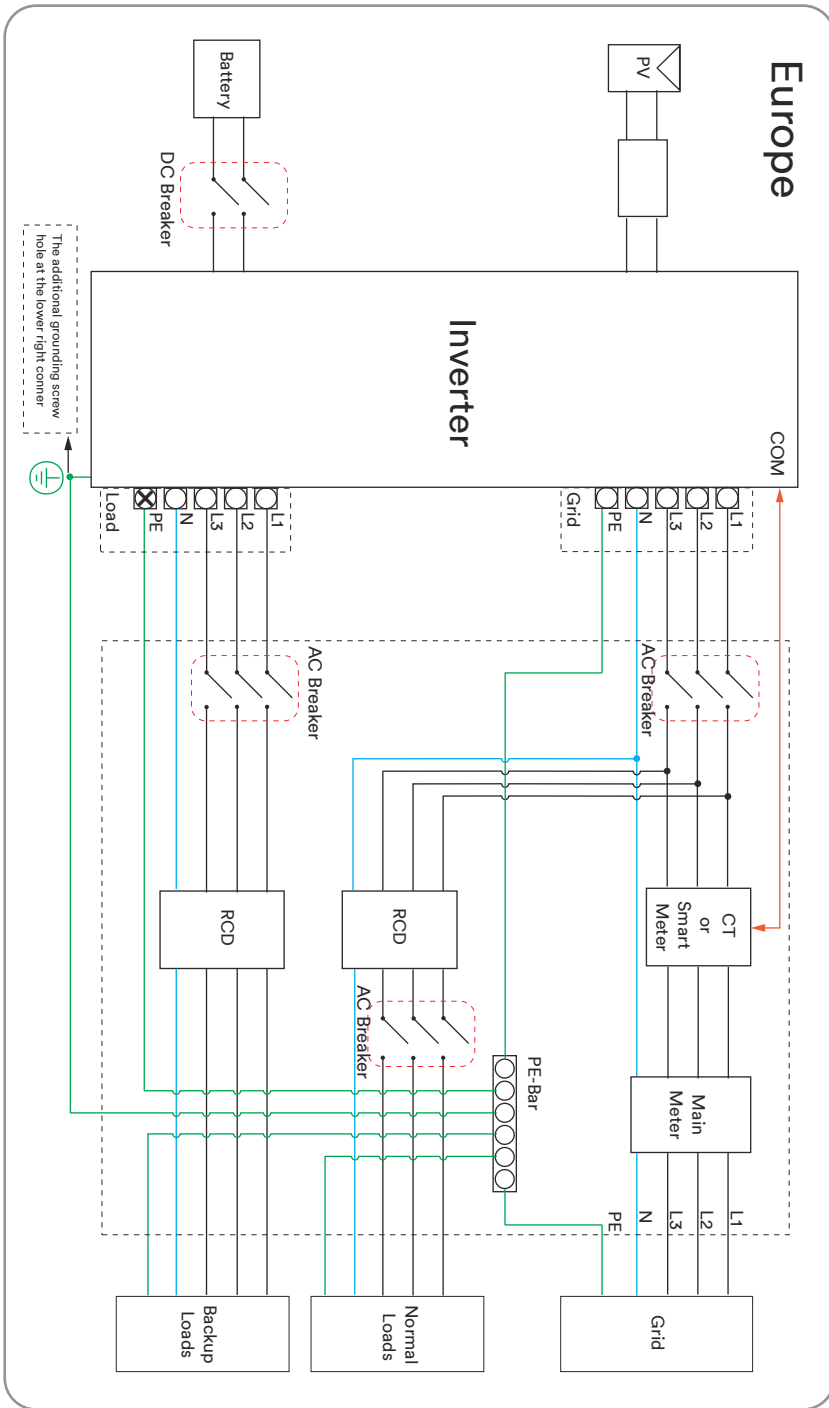 Europe
PV
Battery
DC Breaker
The additional grounding screw
hole at the lower right conner
Inverter
COM
Grid
L1
L2
L3
N
PE
Load
L1
L2
L3
N
PE
AC Breaker
AC Breaker
CT
or
Smart
Meter
RCD
RCD
AC Breaker
PE-Bar
Main
Meter
L1
L2
L3
N
PE
Grid
Normal
Loads
Backup
Loads